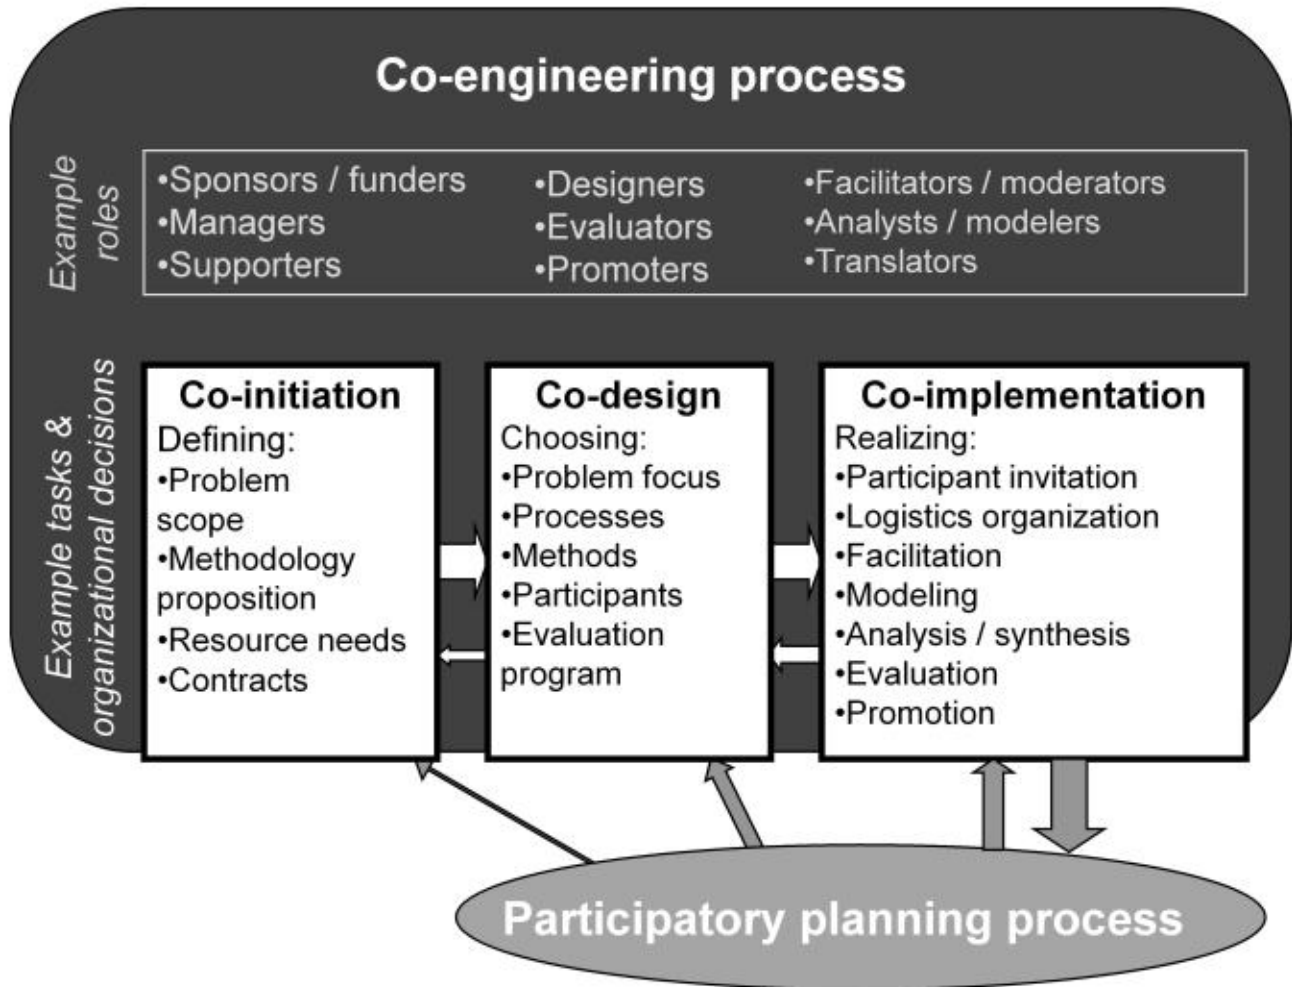 Co-engineering process
Example
roles
•Sponsors / funders
•Managers
•Supporters
•Designers
•Evaluators
•Promoters
•Facilitators / moderators
•Analysts / modelers
•Translators
Example tasks &
organizational decisions
Co-initiation
Defining:
•Problem
scope
•Methodology
proposition
•Resource needs
•Contracts
Co-design
Choosing:
•Problem focus
•Processes
•Methods
•Participants
•Evaluation
program
Co-implementation
Realizing:
•Participant invitation
•Logistics organization
•Facilitation
•Modeling
•Analysis / synthesis
•Evaluation
•Promotion
Participatory planning process